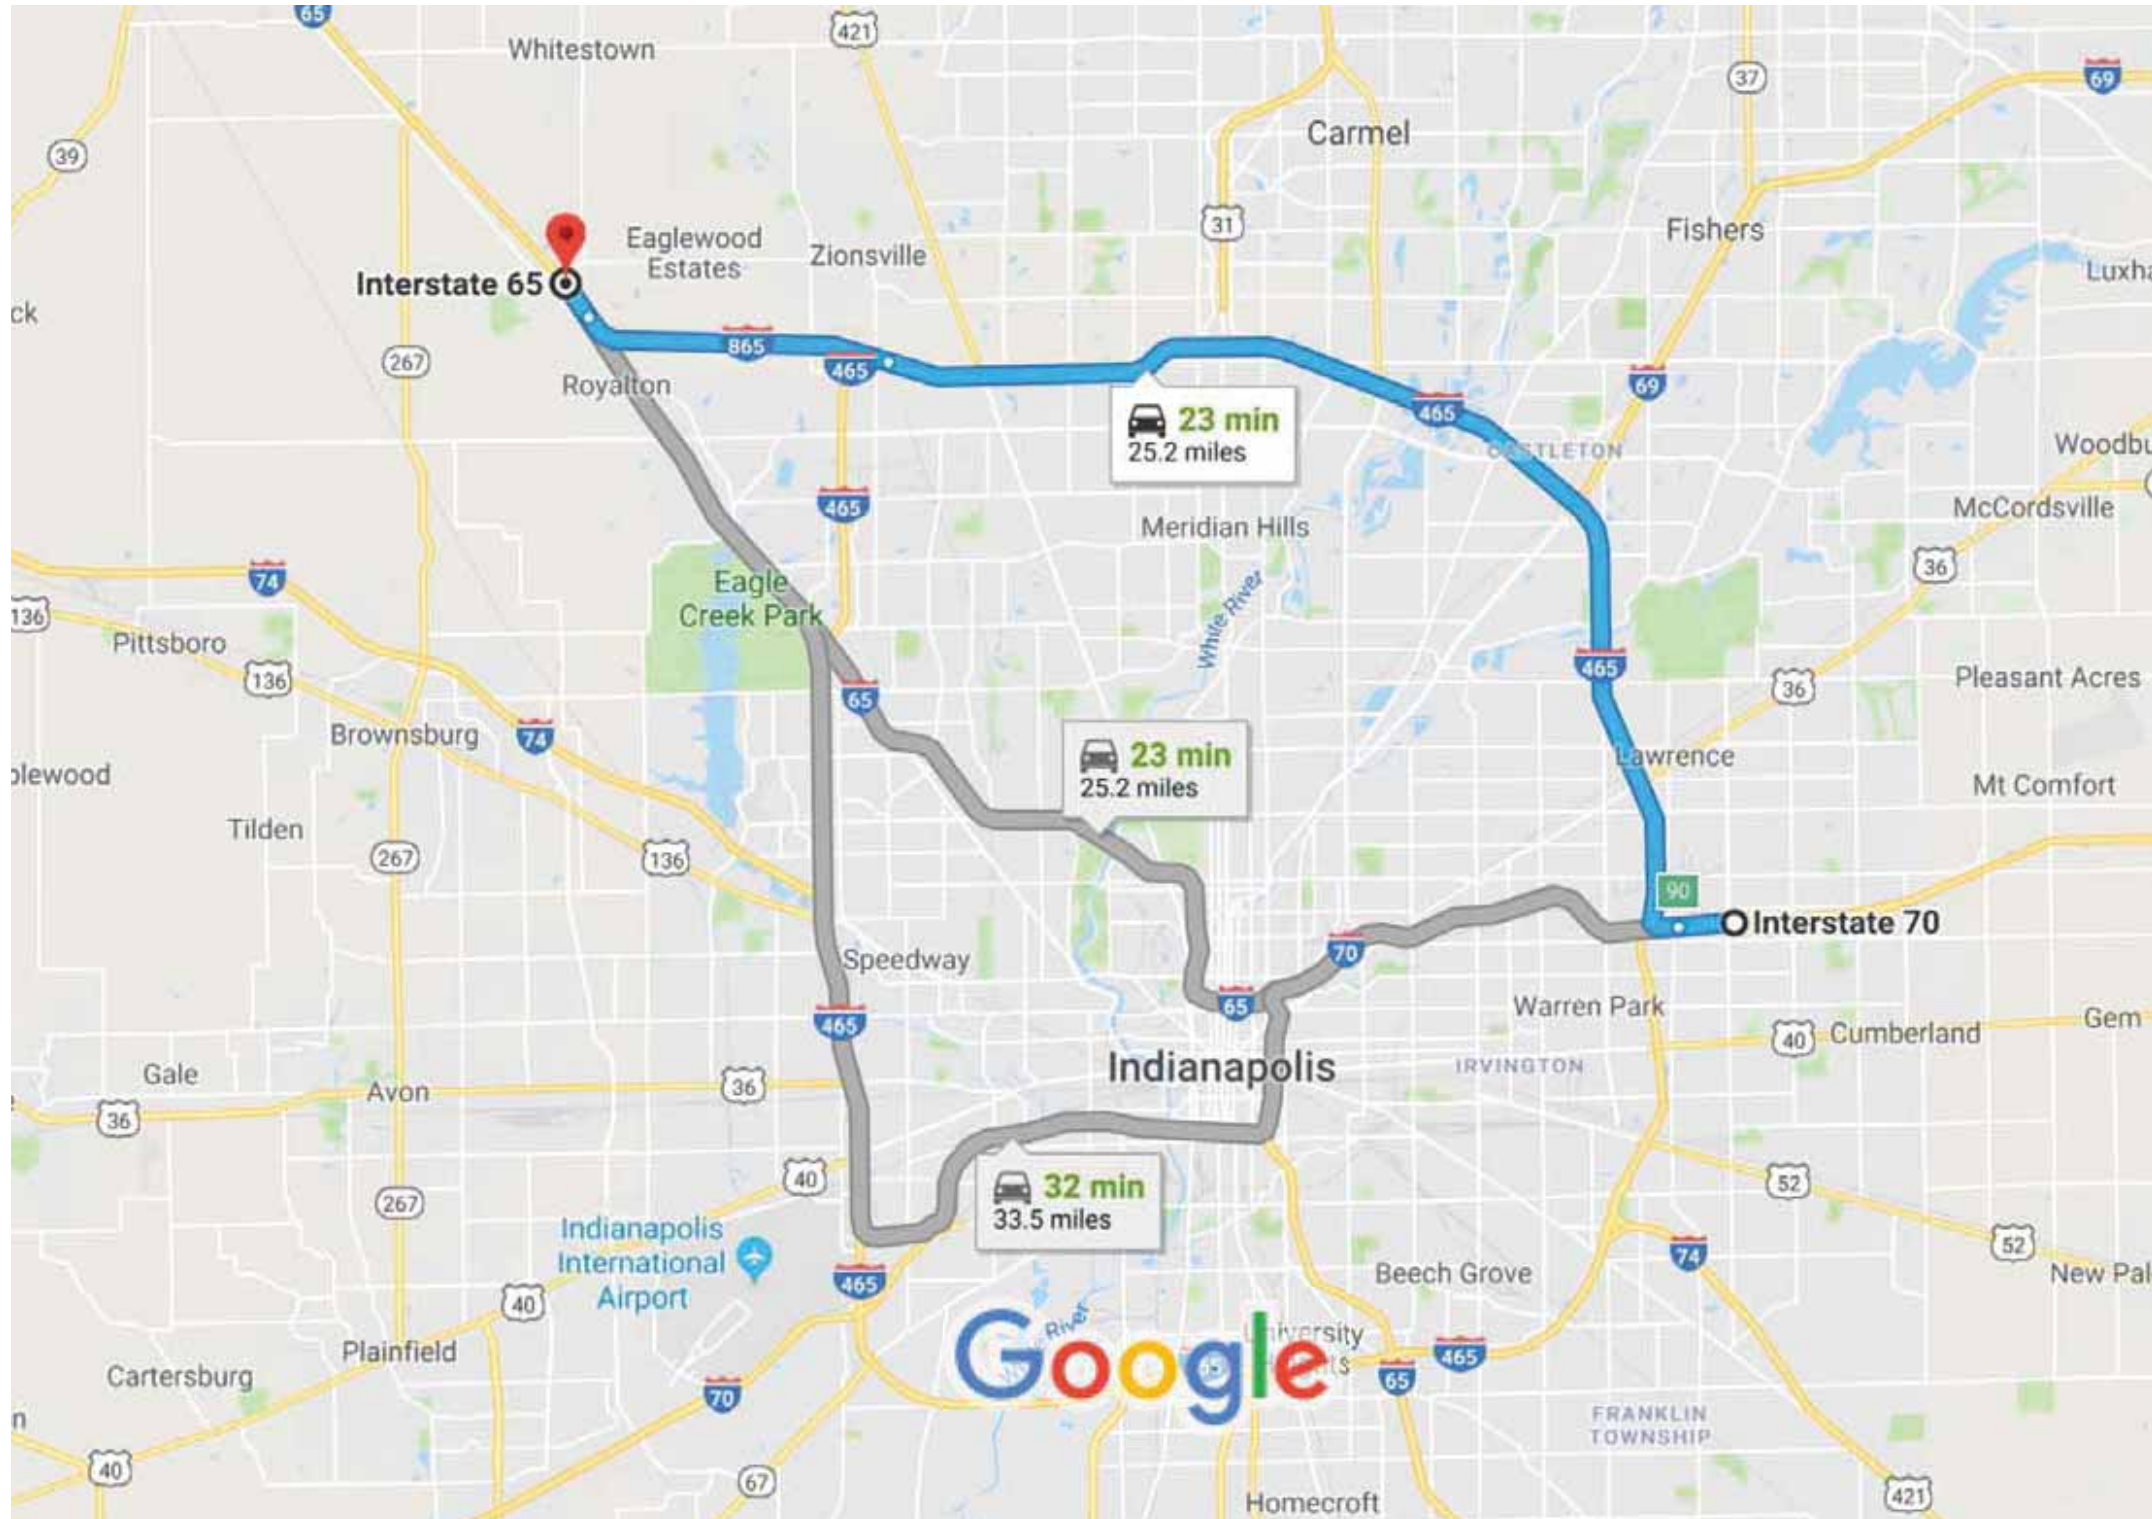 65
Whitestown
421
37
69
39
Carmel
31
Fishers
Eaglewood
Estates
Zionsville
Interstate 65
Luxha
ck
865
465
267
Royalton
69
465
23 min
25.2 miles
Woodbu
465
McCordsville
Meridian Hills
36
74
Eagle
Creek Park
136
White River
Pittsboro
465
136
36
Pleasant Acres
65
Brownsburg
74
23 min
25.2 miles
Lawrence
plewood
Mt Comfort
Tilden
267
136
90
Interstate 70
70
Speedway
65
Warren Park
465
40
Cumberland
Gem
Indianapolis
IRVINGTON
Gale
Avon
36
36
40
32 min
33.5 miles
52
267
Indianapolis
International
Airport
74
52
465
Beech Grove
New Pal
40
River
Google
University
Plainfield
465
65
65
Cartersburg
70
n
FRANKLIN
TOWNSHIP
40
67
421
Homecroft